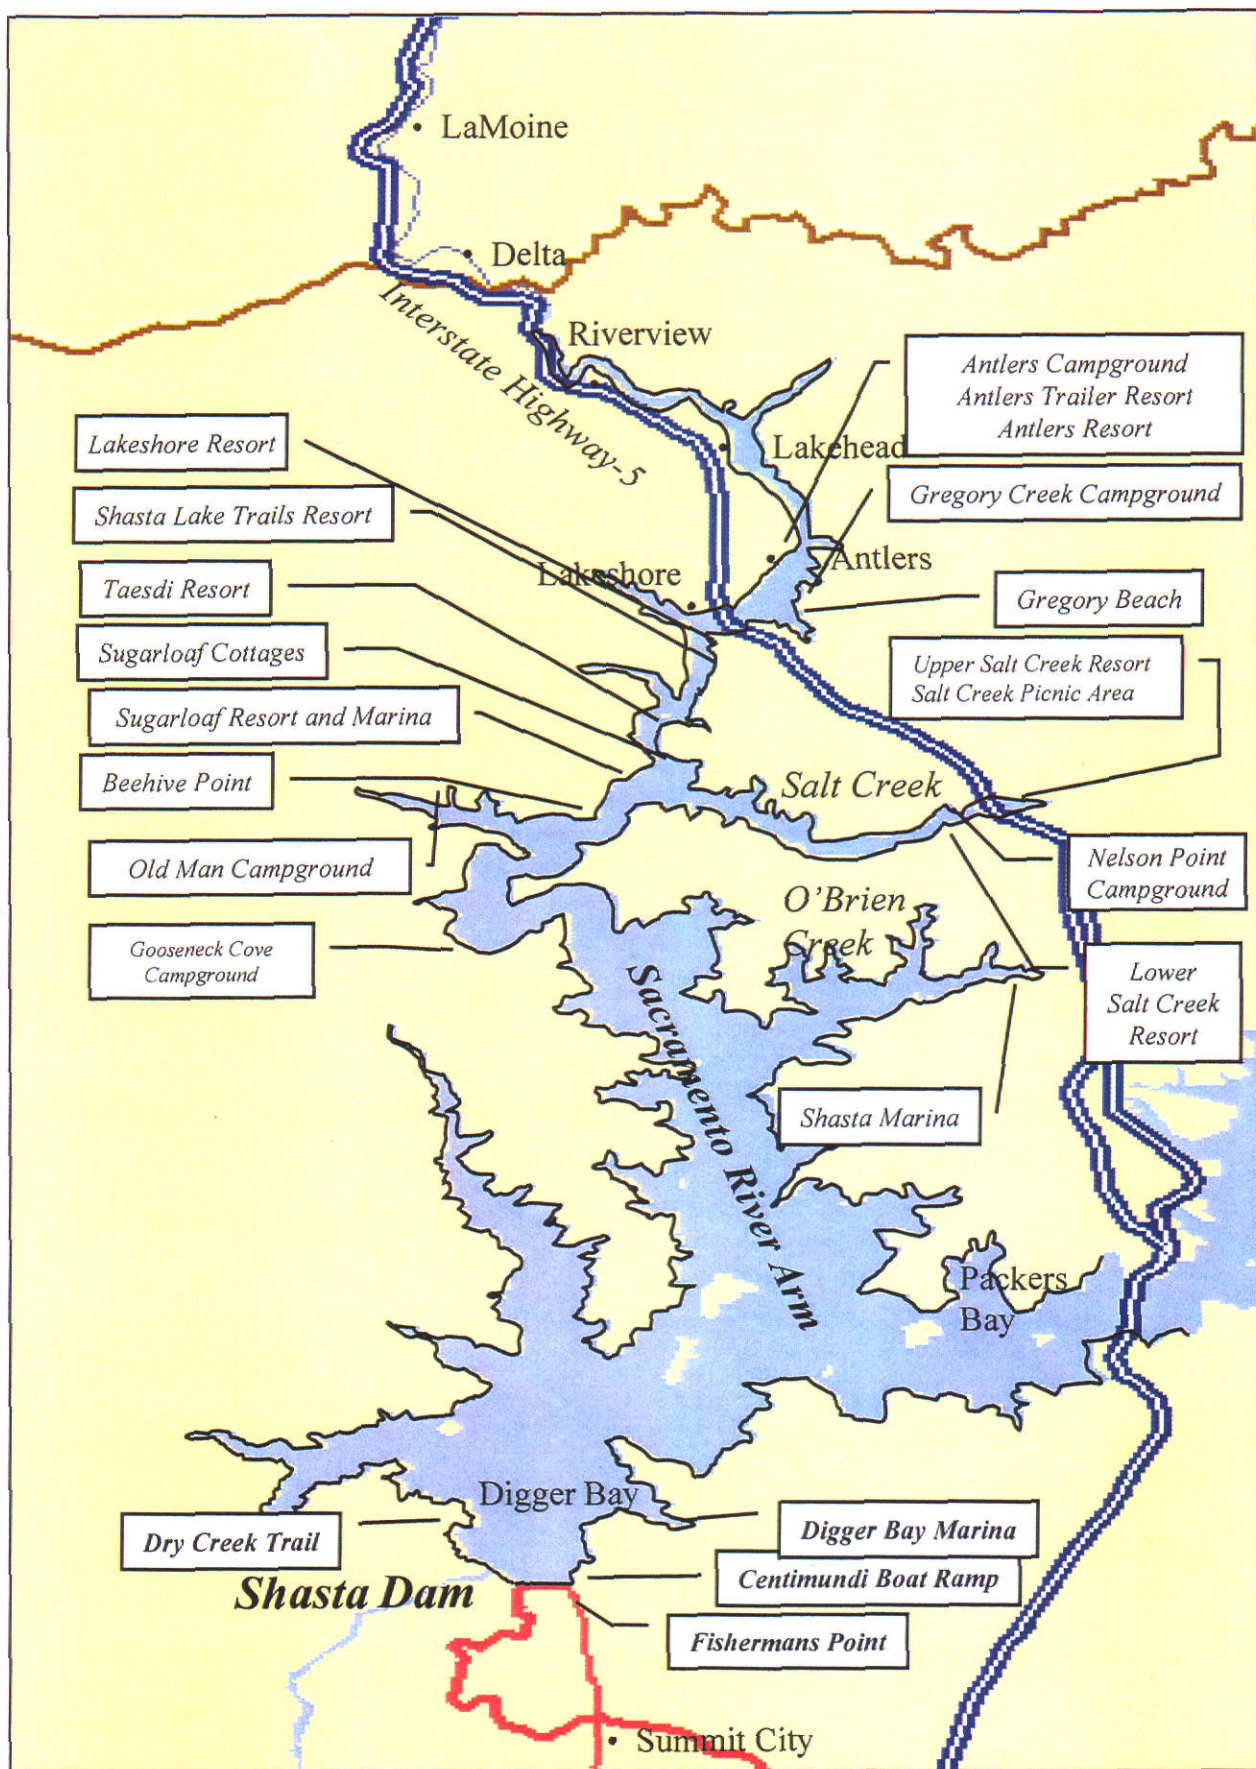 LaMoine
Delta
Interstate Highway-5
Riverview
Antlers Campground
Antlers Trailer Resort
Antlers Resort
Lakeshore Resort
Lakehead
Gregory Creek Campground
Shasta Lake Trails Resort
Antlers
Lakeshore
Taesdi Resort
Gregory Beach
Sugarloaf Cottages
Upper Salt Creek Resort
Salt Creek Picnic Area
Sugarloaf Resort and Marina
Beehive Point
Salt Creek
Old Man Campground
Nelson Point
Campground
O'Brien
Creek
Gooseneck Cove
Campground
Lower
Salt Creek
Resort
Sacramento River Arm
Shasta Marina
Packers
Bay
Digger Bay
Dry Creek Trail
Digger Bay Marina
Centimundi Boat Ramp
Shasta Dam
Fishermans Point
Summit City